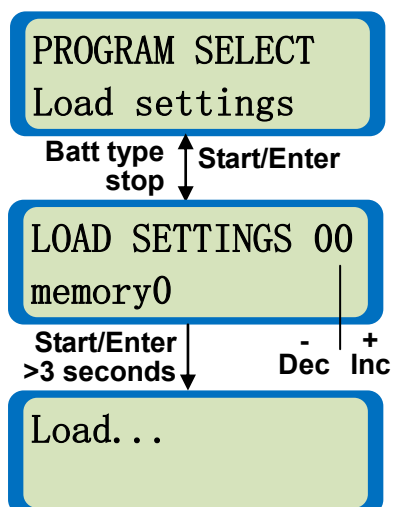 PROGRAM SELECT
Load settings
Batt type
stop
Start/Enter
LOAD SETTINGS 00
memory0
Start/Enter
>3 seconds
- +
Dec Inc
Load...